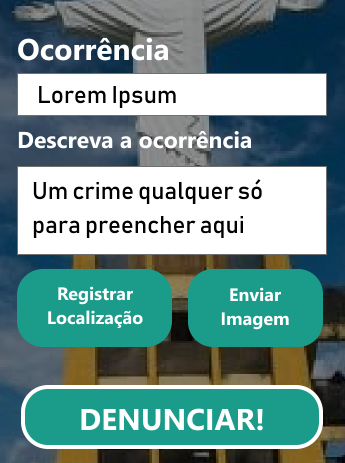 Ocorrência
Lorem Ipsum
Descreva a ocorrência
Um crime qualquer só
para preencher aqui
Registrar
Localização
Enviar
Imagem
DENUNCIAR!